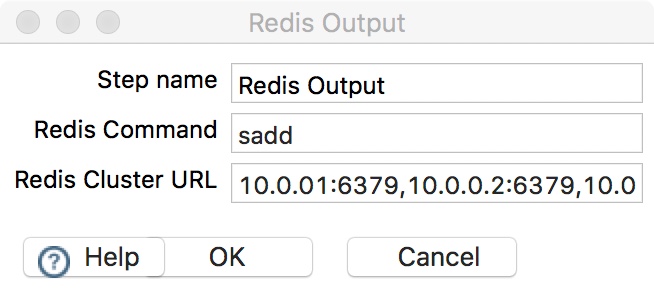 Redis Output
Step name Redis Output
Redis Command sadd
Redis Cluster URL 10.0.01:6379,10.0.0.2:6379,10.0
Help OK Cancel